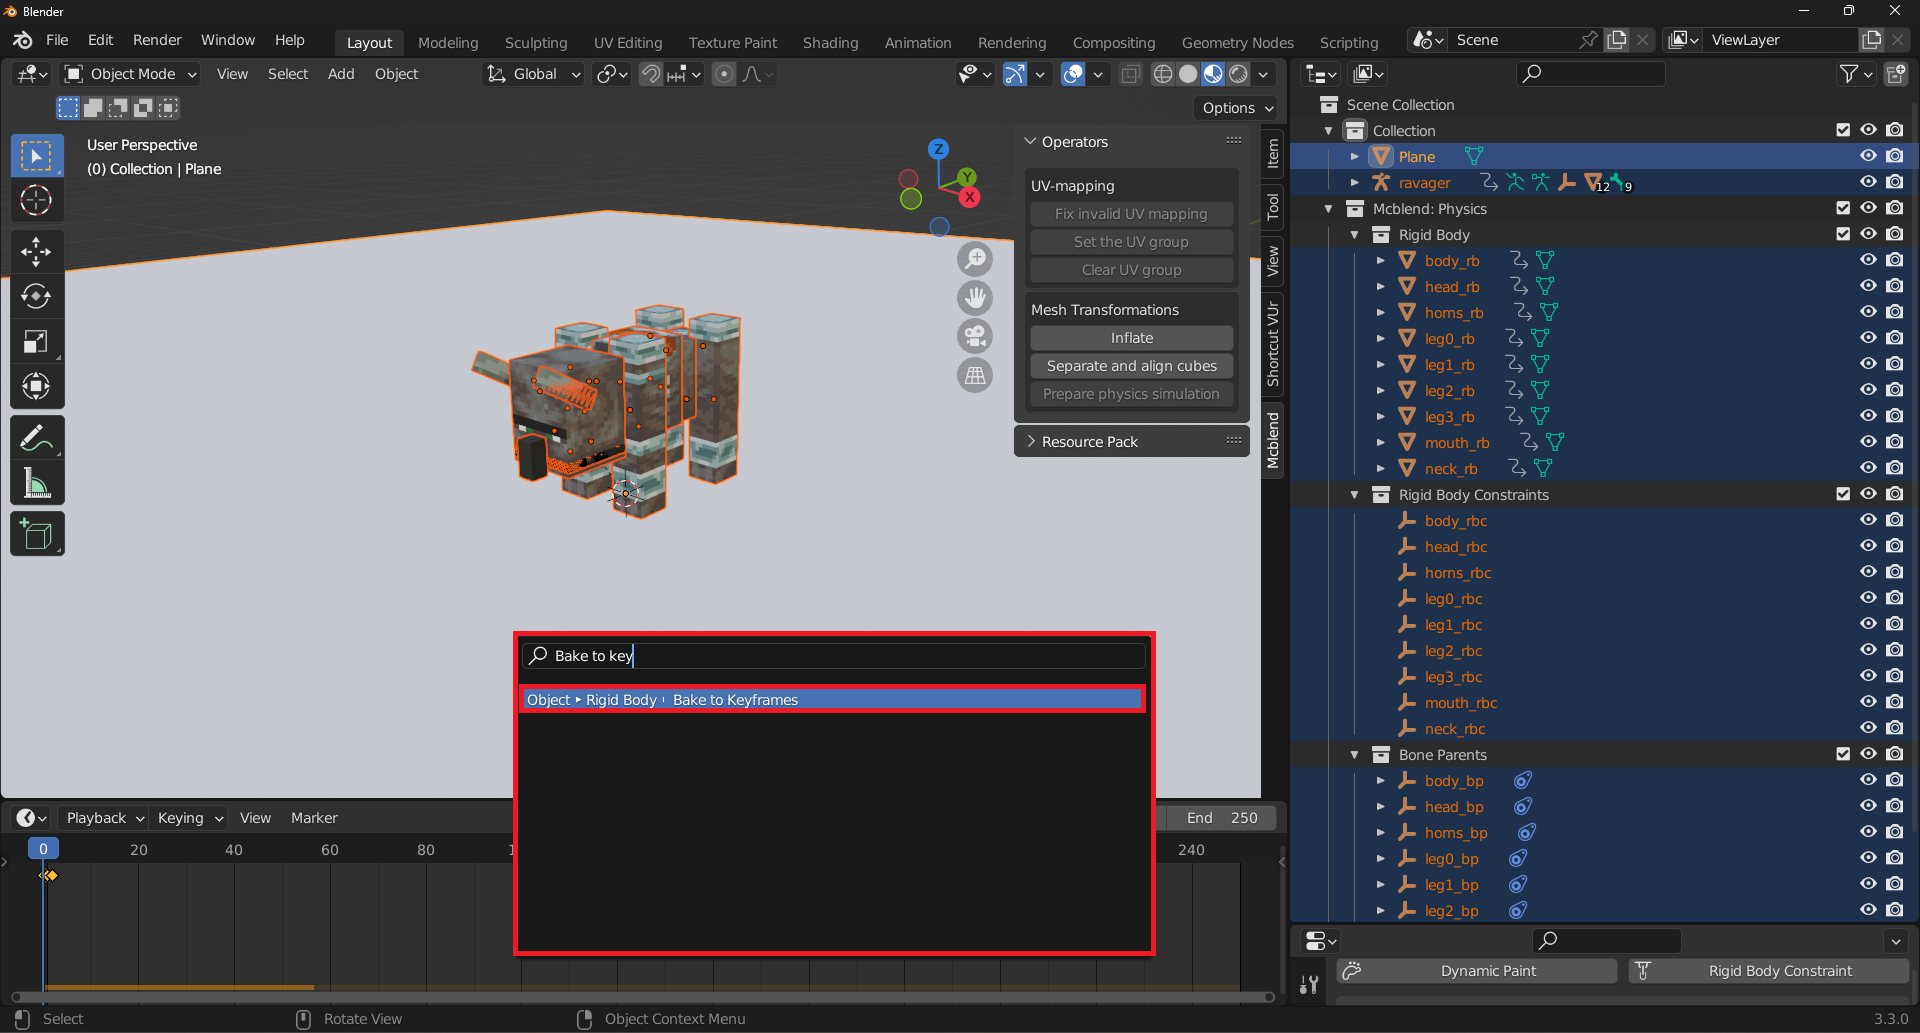 Blender
File Edit Render Window Help Layout Modeling Sculpting UV Editing Texture Paint Shading Animation Rendering Compositing Geometry Nodes Scripting Scene ViewLayer
Object Mode View Select Add Object Global
Options
User Perspective
(0) Collection | Plane
Z
Y
X
Operators
UV-mapping
Fix invalid UV mapping
Set the UV group
Clear UV group
Mesh Transformations
Inflate
Separate and align cubes
Prepare physics simulation
Resource Pack
Item
Tool
View
Shortcut VUr
Mcblend
Scene Collection
Collection
Plane
ravager 12 9
Mcblend: Physics
Rigid Body
body_rb
head_rb
horns_rb
leg0_rb
leg1_rb
leg2_rb
leg3_rb
mouth_rb
neck_rb
Rigid Body Constraints
body_rbc
head_rbc
horns_rbc
leg0_rbc
leg1_rbc
leg2_rbc
leg3_rbc
mouth_rbc
neck_rbc
Bone Parents
body_bp
head_bp
horns_bp
leg0_bp
leg1_bp
leg2_bp
Bake to key
Object ▸ Rigid Body Bake to Keyframes
Playback Keying View Marker End 250
0 20 40 60 80 1 240
Dynamic Paint Rigid Body Constraint
Select Rotate View Object Context Menu 3.3.0